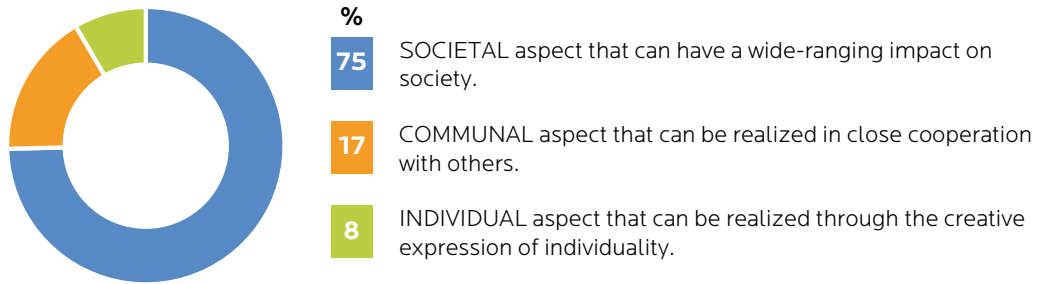 %
75 SOCIETAL aspect that can have a wide-ranging impact on
society.
17 COMMUNAL aspect that can be realized in close cooperation
with others.
8 INDIVIDUAL aspect that can be realized through the creative
expression of individuality.